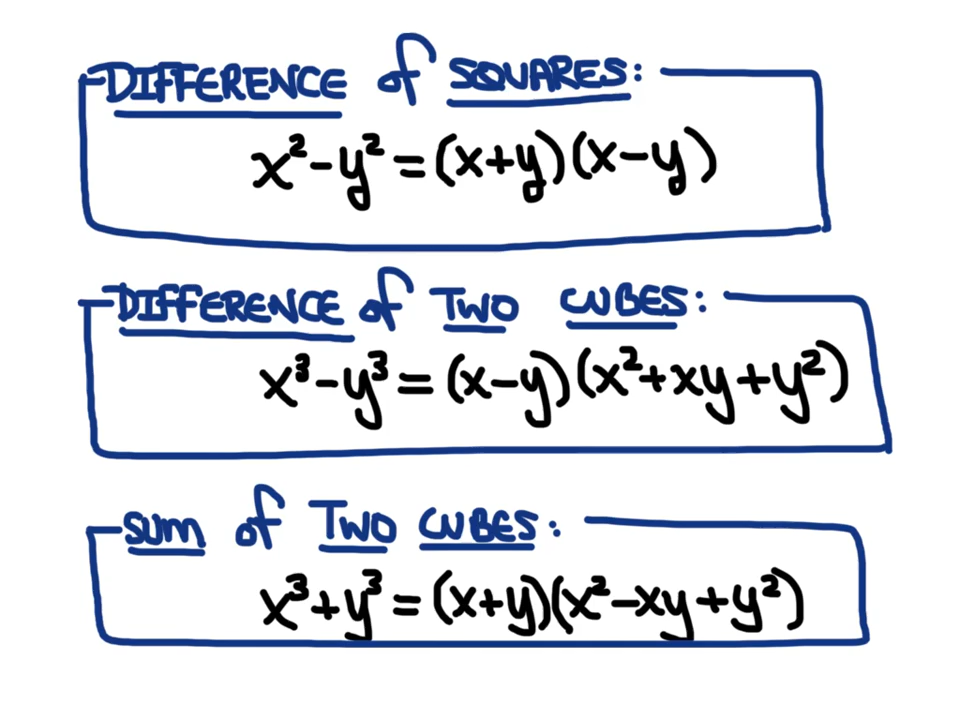 DIFFERENCE of SQUARES:
x²-y²=(x+y)(x-y)
DIFFERENCE of TWO CUBES:
x³-y³=(x-y)(x²+xy+y²)
SUM of TWO CUBES:
x³+y³=(x+y)(x²-xy+y²)